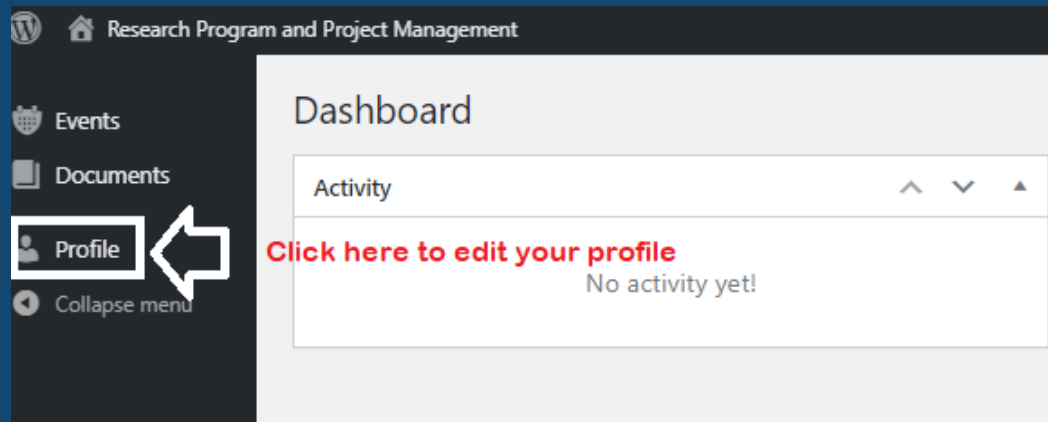 Research Program and Project Management
Events
Documents
Profile
Collapse menu
Dashboard
Activity
Click here to edit your profile
No activity yet!